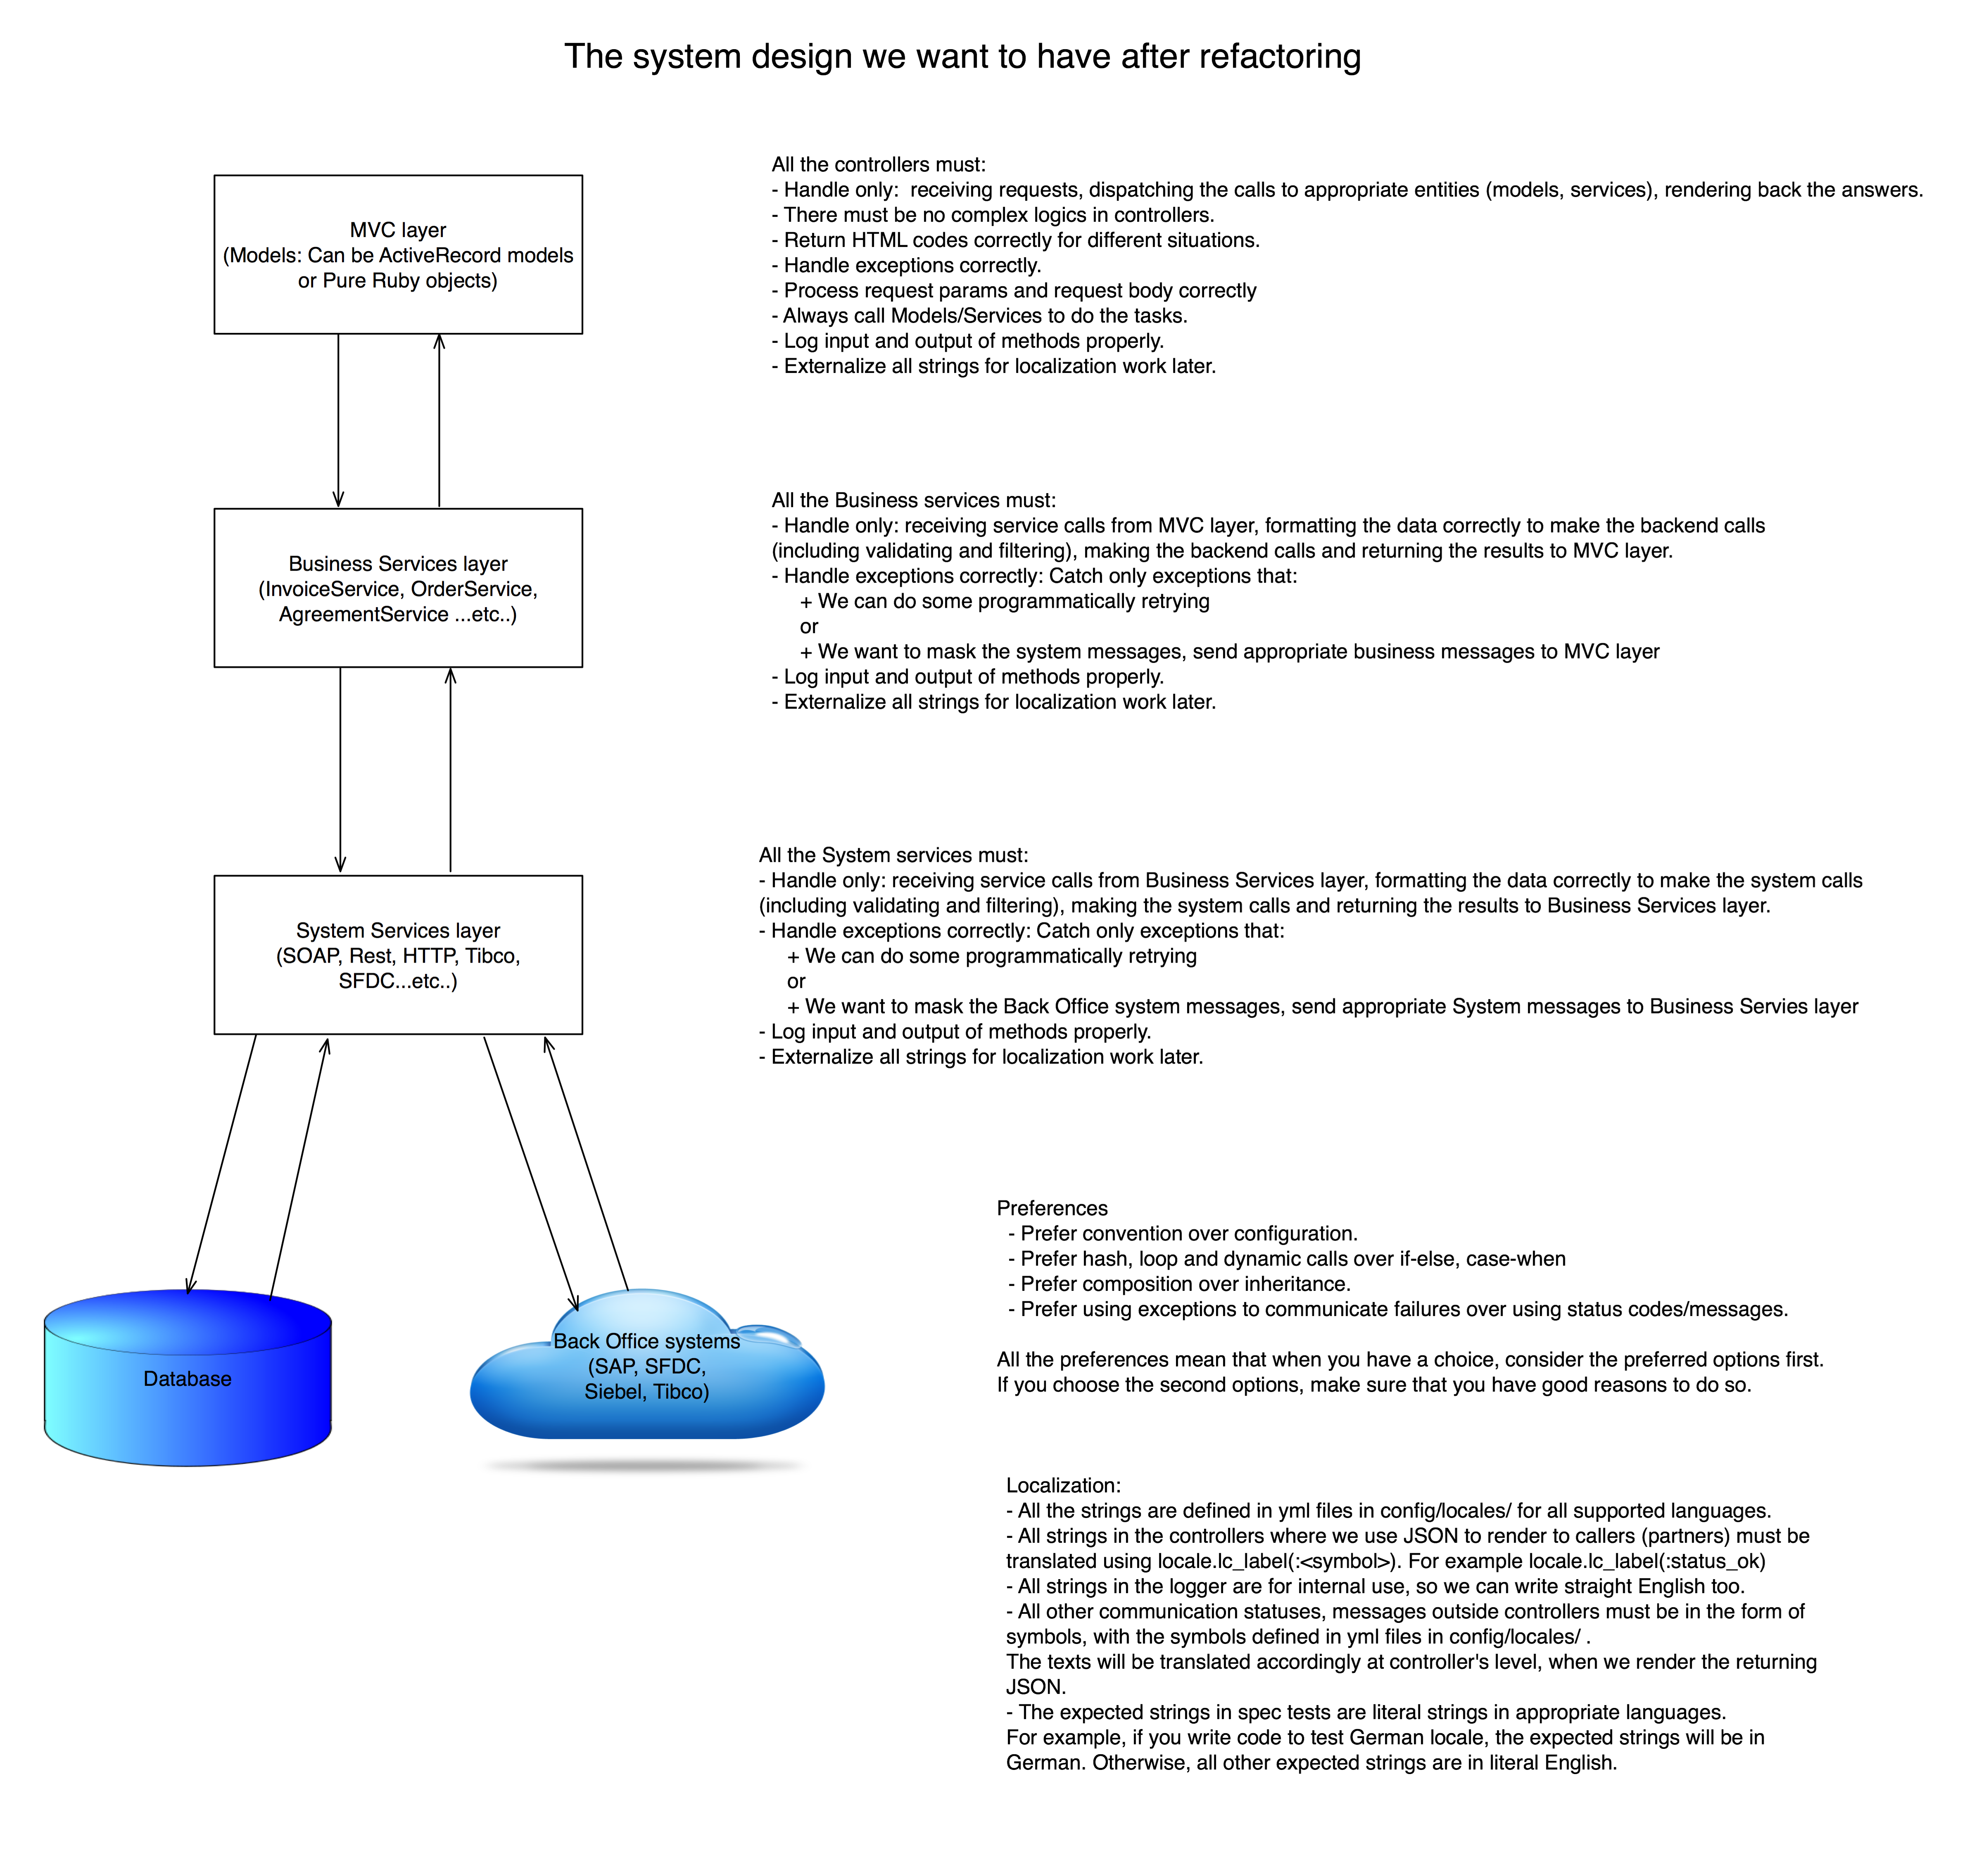 The system design we want to have after refactoring
MVC layer
(Models: Can be ActiveRecord models
or Pure Ruby objects)
All the controllers must:
- Handle only:  receiving requests, dispatching the calls to appropriate entities (models, services), rendering back the answers.
- There must be no complex logics in controllers.
- Return HTML codes correctly for different situations.
- Handle exceptions correctly.
- Process request params and request body correctly
- Always call Models/Services to do the tasks.
- Log input and output of methods properly.
- Externalize all strings for localization work later.
Business Services layer
(InvoiceService, OrderService,
AgreementService ...etc..)
All the Business services must:
- Handle only: receiving service calls from MVC layer, formatting the data correctly to make the backend calls
(including validating and filtering), making the backend calls and returning the results to MVC layer.
- Handle exceptions correctly: Catch only exceptions that:
+ We can do some programmatically retrying
or
+ We want to mask the system messages, send appropriate business messages to MVC layer
- Log input and output of methods properly.
- Externalize all strings for localization work later.
System Services layer
(SOAP, Rest, HTTP, Tibco,
SFDC...etc..)
All the System services must:
- Handle only: receiving service calls from Business Services layer, formatting the data correctly to make the system calls
(including validating and filtering), making the system calls and returning the results to Business Services layer.
- Handle exceptions correctly: Catch only exceptions that:
+ We can do some programmatically retrying
or
+ We want to mask the Back Office system messages, send appropriate System messages to Business Servies layer
- Log input and output of methods properly.
- Externalize all strings for localization work later.
Database
Back Office systems
(SAP, SFDC,
Siebel, Tibco)
Preferences
- Prefer convention over configuration.
- Prefer hash, loop and dynamic calls over if-else, case-when
- Prefer composition over inheritance.
- Prefer using exceptions to communicate failures over using status codes/messages.
All the preferences mean that when you have a choice, consider the preferred options first.
If you choose the second options, make sure that you have good reasons to do so.
Localization:
- All the strings are defined in yml files in config/locales/ for all supported languages.
- All strings in the controllers where we use JSON to render to callers (partners) must be
translated using locale.lc_label(:<symbol>). For example locale.lc_label(:status_ok)
- All strings in the logger are for internal use, so we can write straight English too.
- All other communication statuses, messages outside controllers must be in the form of
symbols, with the symbols defined in yml files in config/locales/ .
The texts will be translated accordingly at controller's level, when we render the returning
JSON.
- The expected strings in spec tests are literal strings in appropriate languages.
For example, if you write code to test German locale, the expected strings will be in
German. Otherwise, all other expected strings are in literal English.